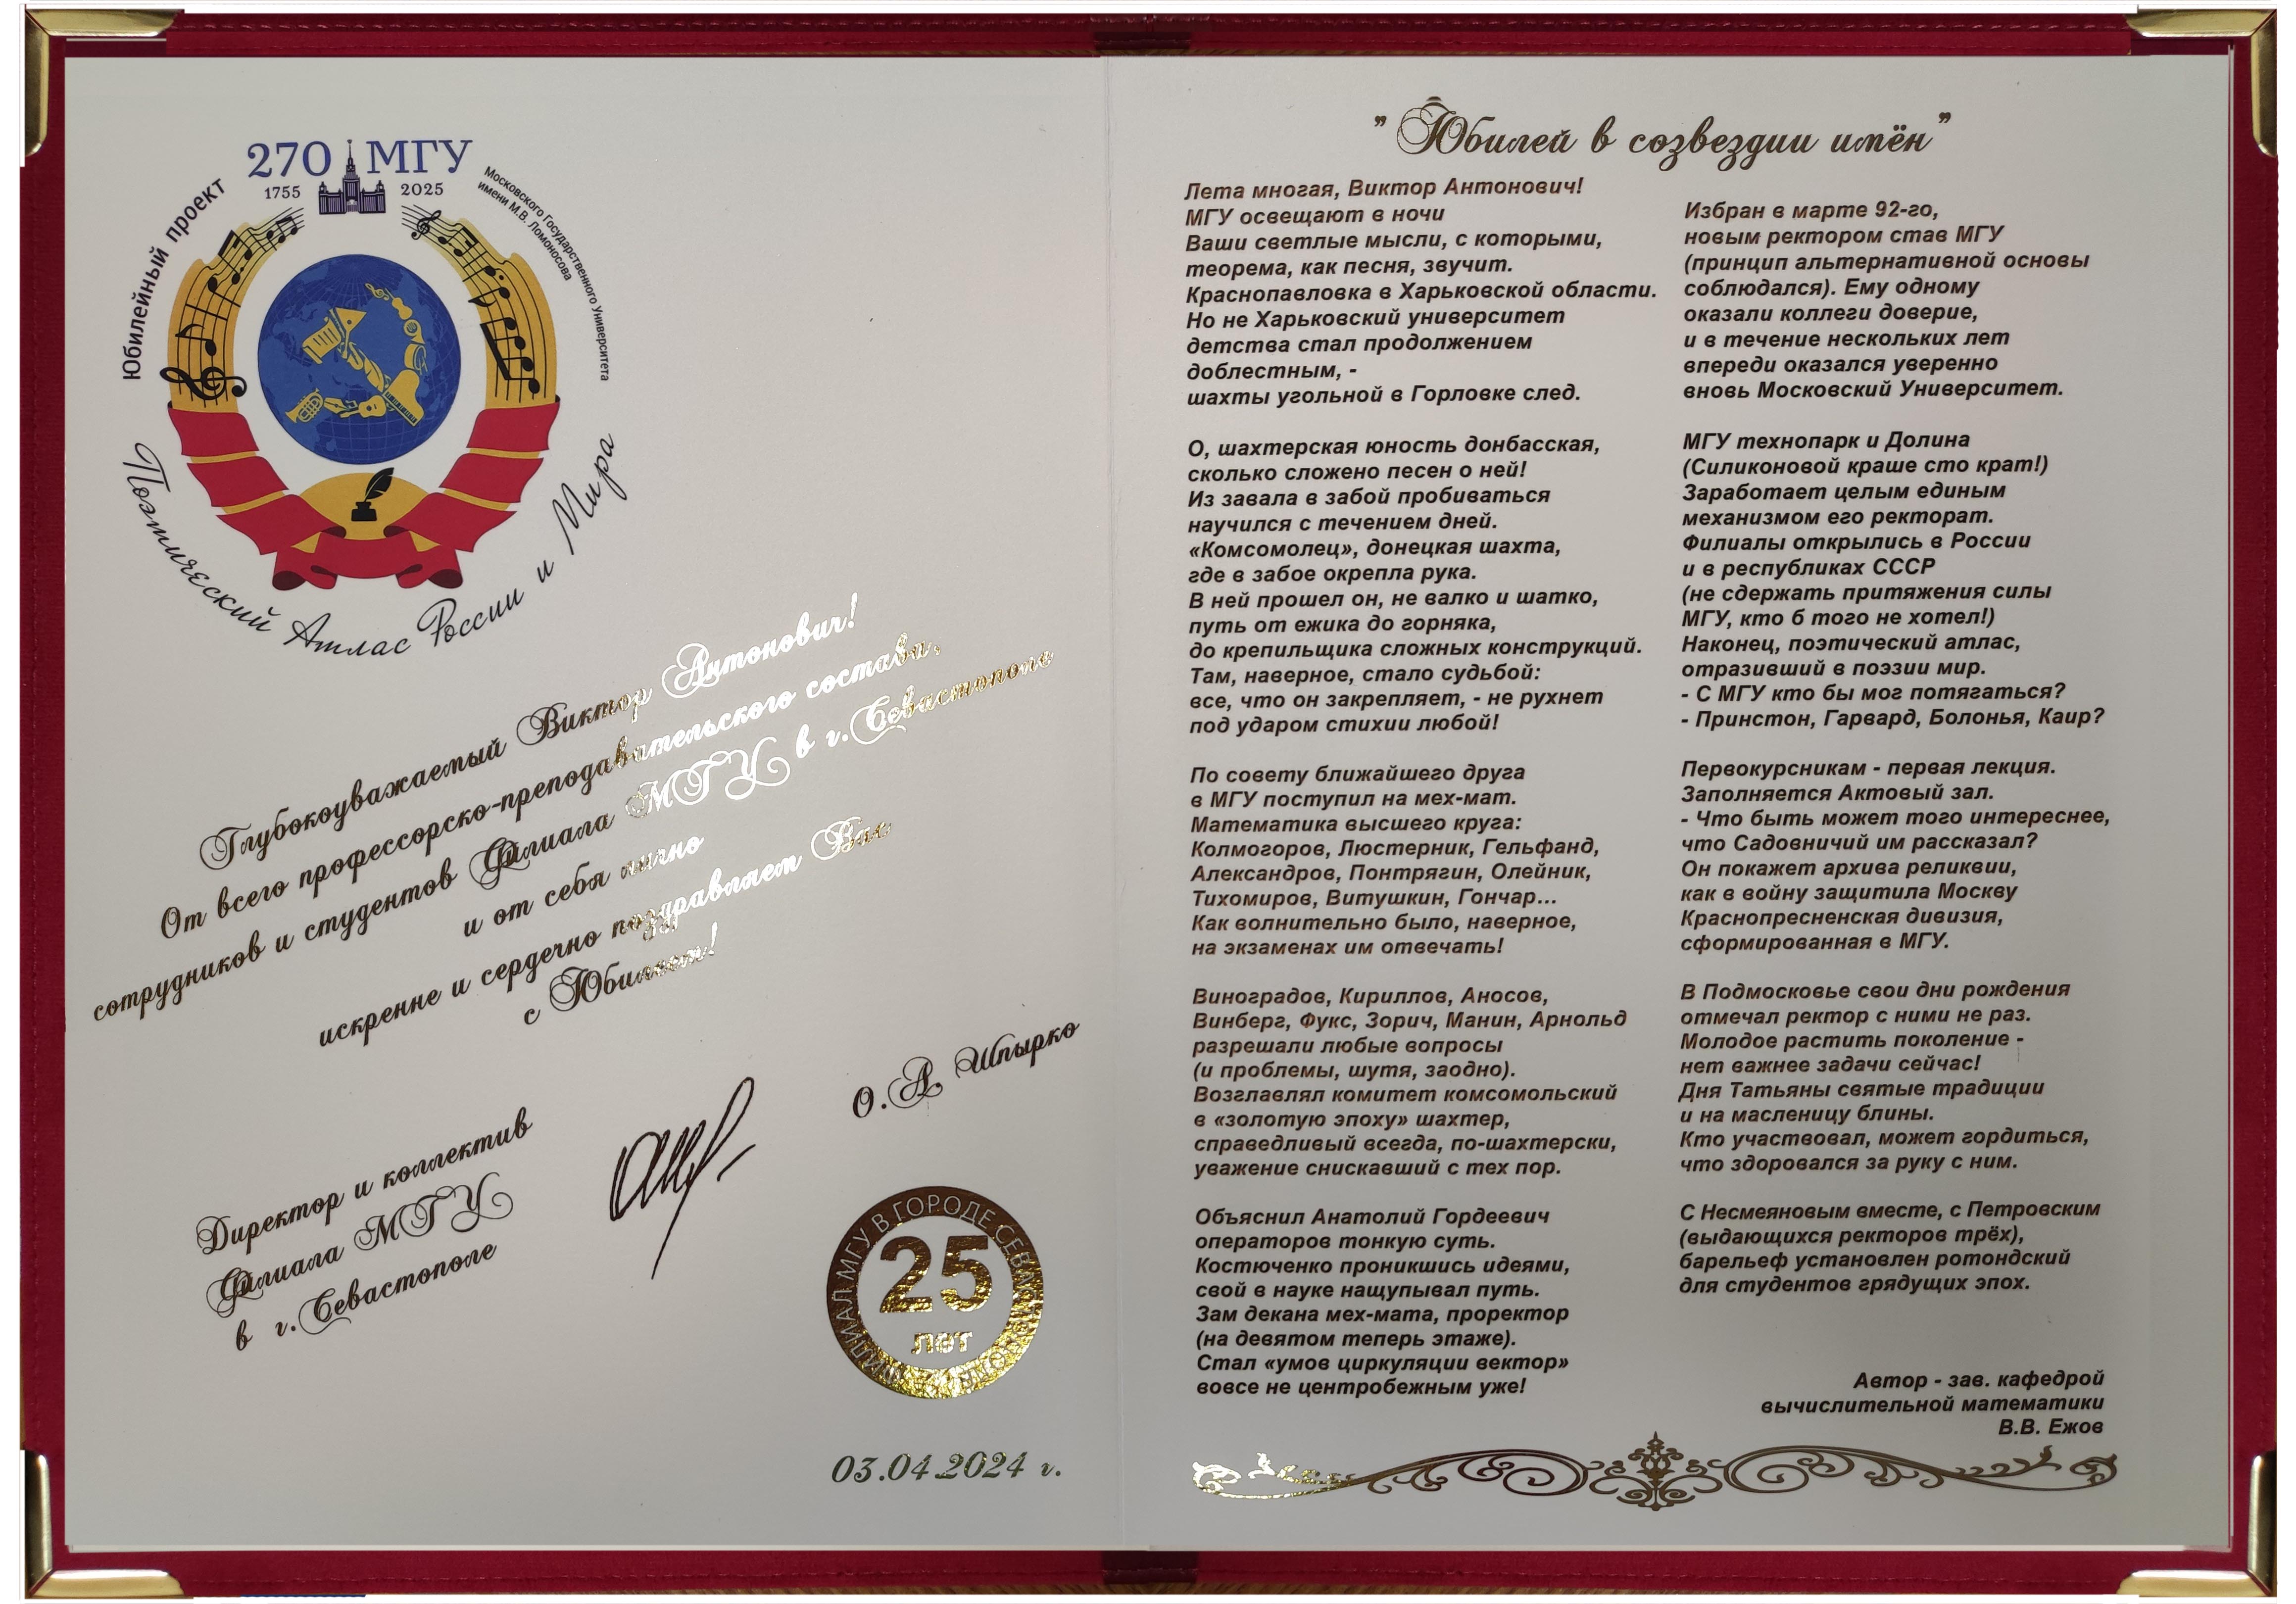 270 МГУ
1755 2025
Юбилейный проект
Московского Государственного Университета
имени М.В. Ломоносова
Поэтический Атлас России и Мира
Глубокоуважаемый Виктор Антонович!
От всего профессорско-преподавательского состава,
сотрудников и студентов Филиала МГУ в г.Севастополе
и от себя лично
искренне и сердечно поздравляем Вас
с Юбилеем!
О.А. Шпырко
Директор и коллектив
Филиала МГУ
в г.Севастополе
ФИЛИАЛ МГУ В ГОРОДЕ СЕВАСТОПОЛЕ
25
лет
03.04.2024 г.
"Юбилей в созвездии имён"
Лета многая, Виктор Антонович!
МГУ освещают в ночи
Ваши светлые мысли, с которыми,
теорема, как песня, звучит.
Краснопавловка в Харьковской области.
Но не Харьковский университет
детства стал продолжением
доблестным, -
шахты угольной в Горловке след.
О, шахтерская юность донбасская,
сколько сложено песен о ней!
Из завала в забой пробиваться
научился с течением дней.
«Комсомолец», донецкая шахта,
где в забое окрепла рука.
В ней прошел он, не валко и шатко,
путь от ежика до горняка,
до крепильщика сложных конструкций.
Там, наверное, стало судьбой:
все, что он закрепляет, - не рухнет
под ударом стихии любой!
По совету ближайшего друга
в МГУ поступил на мех-мат.
Математика высшего круга:
Колмогоров, Люстерник, Гельфанд,
Александров, Понтрягин, Олейник,
Тихомиров, Витушкин, Гончар...
Как волнительно было, наверное,
на экзаменах им отвечать!
Виноградов, Кириллов, Аносов,
Винберг, Фукс, Зорич, Манин, Арнольд
разрешали любые вопросы
(и проблемы, шутя, заодно).
Возглавлял комитет комсомольский
в «золотую эпоху» шахтер,
справедливый всегда, по-шахтерски,
уважение снискавший с тех пор.
Объяснил Анатолий Гордеевич
операторов тонкую суть.
Костюченко проникшись идеями,
свой в науке нащупывал путь.
Зам декана мех-мата, проректор
(на девятом теперь этаже).
Стал «умов циркуляции вектор»
вовсе не центробежным уже!
Избран в марте 92-го,
новым ректором став МГУ
(принцип альтернативной основы
соблюдался). Ему одному
оказали коллеги доверие,
и в течение нескольких лет
впереди оказался уверенно
вновь Московский Университет.
МГУ технопарк и Долина
(Силиконовой краше сто крат!)
Заработает целым единым
механизмом его ректорат.
Филиалы открылись в России
и в республиках СССР
(не сдержать притяжения силы
МГУ, кто б того не хотел!)
Наконец, поэтический атлас,
отразивший в поэзии мир.
- С МГУ кто бы мог потягаться?
- Принстон, Гарвард, Болонья, Каир?
Первокурсникам - первая лекция.
Заполняется Актовый зал.
- Что быть может того интереснее,
что Садовничий им рассказал?
Он покажет архива реликвии,
как в войну защитила Москву
Краснопресненская дивизия,
сформированная в МГУ.
В Подмосковье свои дни рождения
отмечал ректор с ними не раз.
Молодое растить поколение -
нет важнее задачи сейчас!
Дня Татьяны святые традиции
и на масленицу блины.
Кто участвовал, может гордиться,
что здоровался за руку с ним.
С Несмеяновым вместе, с Петровским
(выдающихся ректоров трёх),
барельеф установлен ротондский
для студентов грядущих эпох.
Автор - зав. кафедрой
вычислительной математики
В.В. Ежов